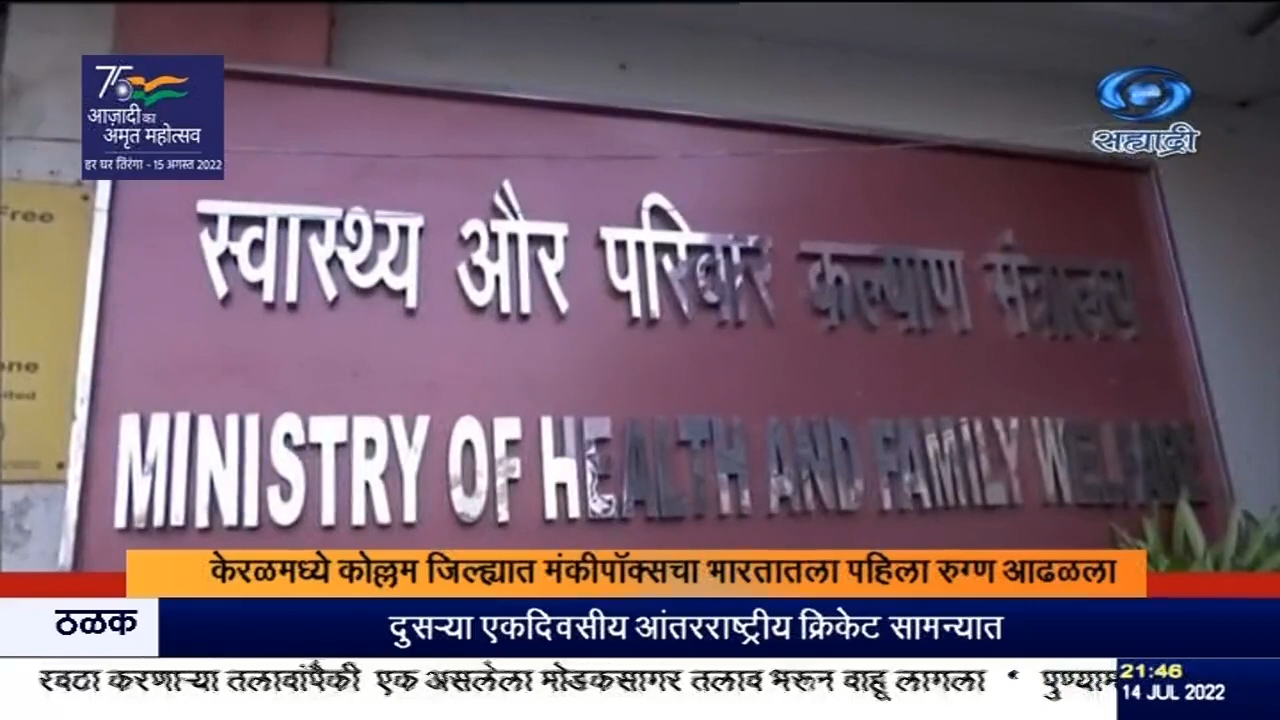 75
आज़ादी का
अमृत महोत्सव
हर घर तिरंगा - 15 अगस्त 2022
सह्याद्री
Free
स्वास्थ्य और परिवार कल्याण मंत्रालय
MINISTRY OF HEALTH AND FAMILY WELFARE
केरळमध्ये कोल्लम जिल्ह्यात मंकीपॉक्सचा भारतातला पहिला रुग्ण आढळला
ठळक
दुसऱ्या एकदिवसीय आंतरराष्ट्रीय क्रिकेट सामन्यात
रवठा करणाऱ्या तलावांपैकी एक असलेला मोडकसागर तलाव भरून वाहू लागला * पुण्याम
21:46
14 JUL 2022